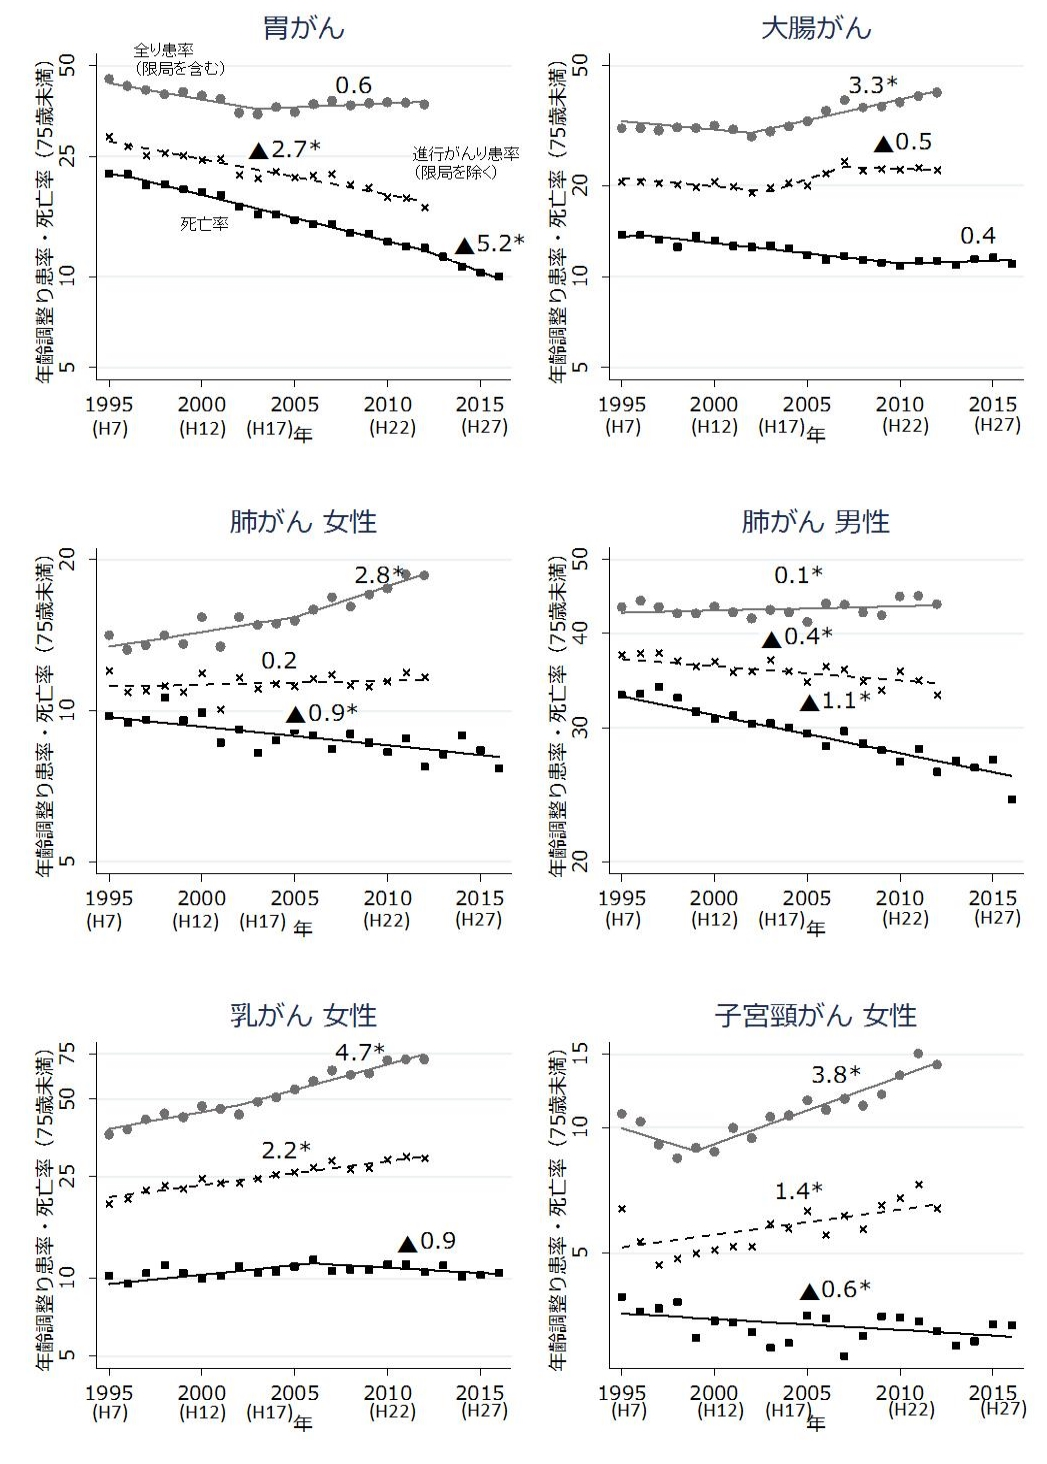 胃がん
年齢調整り患率・死亡率（75歳未満）
50
25
10
5
全り患率
（限局を含む）
0.6
▲2.7*
進行がんり患率
（限局を除く）
死亡率
▲5.2*
1995 2000 2005 2010 2015
(H7) (H12) (H17) 年 (H22) (H27)
大腸がん
年齢調整り患率・死亡率（75歳未満）
50
20
10
5
3.3*
▲0.5
0.4
1995 2000 2005 2010 2015
(H7) (H12) (H17) 年 (H22) (H27)
肺がん 女性
年齢調整り患率・死亡率（75歳未満）
20
10
5
2.8*
0.2
▲0.9*
1995 2000 2005 2010 2015
(H7) (H12) (H17) 年 (H22) (H27)
肺がん 男性
年齢調整り患率・死亡率（75歳未満）
50
40
30
20
0.1*
▲0.4*
▲1.1*
1995 2000 2005 2010 2015
(H7) (H12) (H17) 年 (H22) (H27)
乳がん 女性
年齢調整り患率・死亡率（75歳未満）
75
50
25
10
5
4.7*
2.2*
▲0.9
1995 2000 2005 2010 2015
(H7) (H12) (H17) 年 (H22) (H27)
子宮頸がん 女性
年齢調整り患率・死亡率（75歳未満）
15
10
5
3.8*
1.4*
▲0.6*
1995 2000 2005 2010 2015
(H7) (H12) (H17) 年 (H22) (H27)